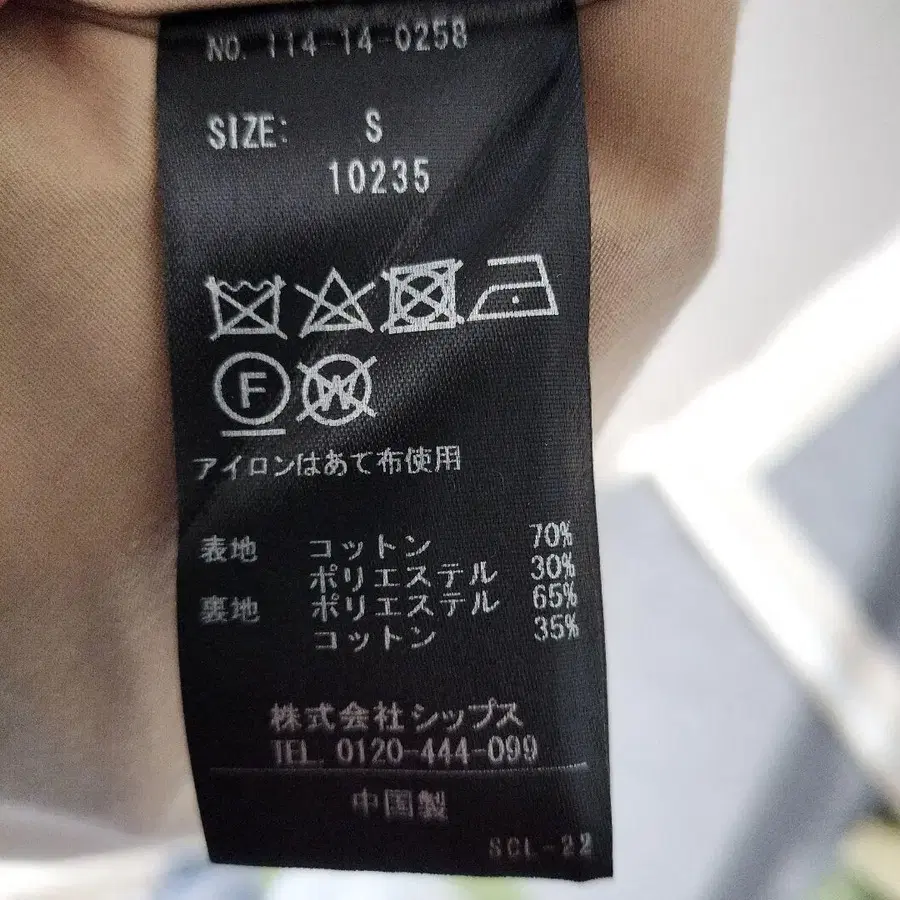 NO. 114-14-0258
SIZE: S
10235
F W
アイロンはあて布使用
表地 コットン 70%
ポリエステル 30%
裏地 ポリエステル 65%
コットン 35%
株式会社シップス
TEL. 0120-444-099
中国製
SCL-22